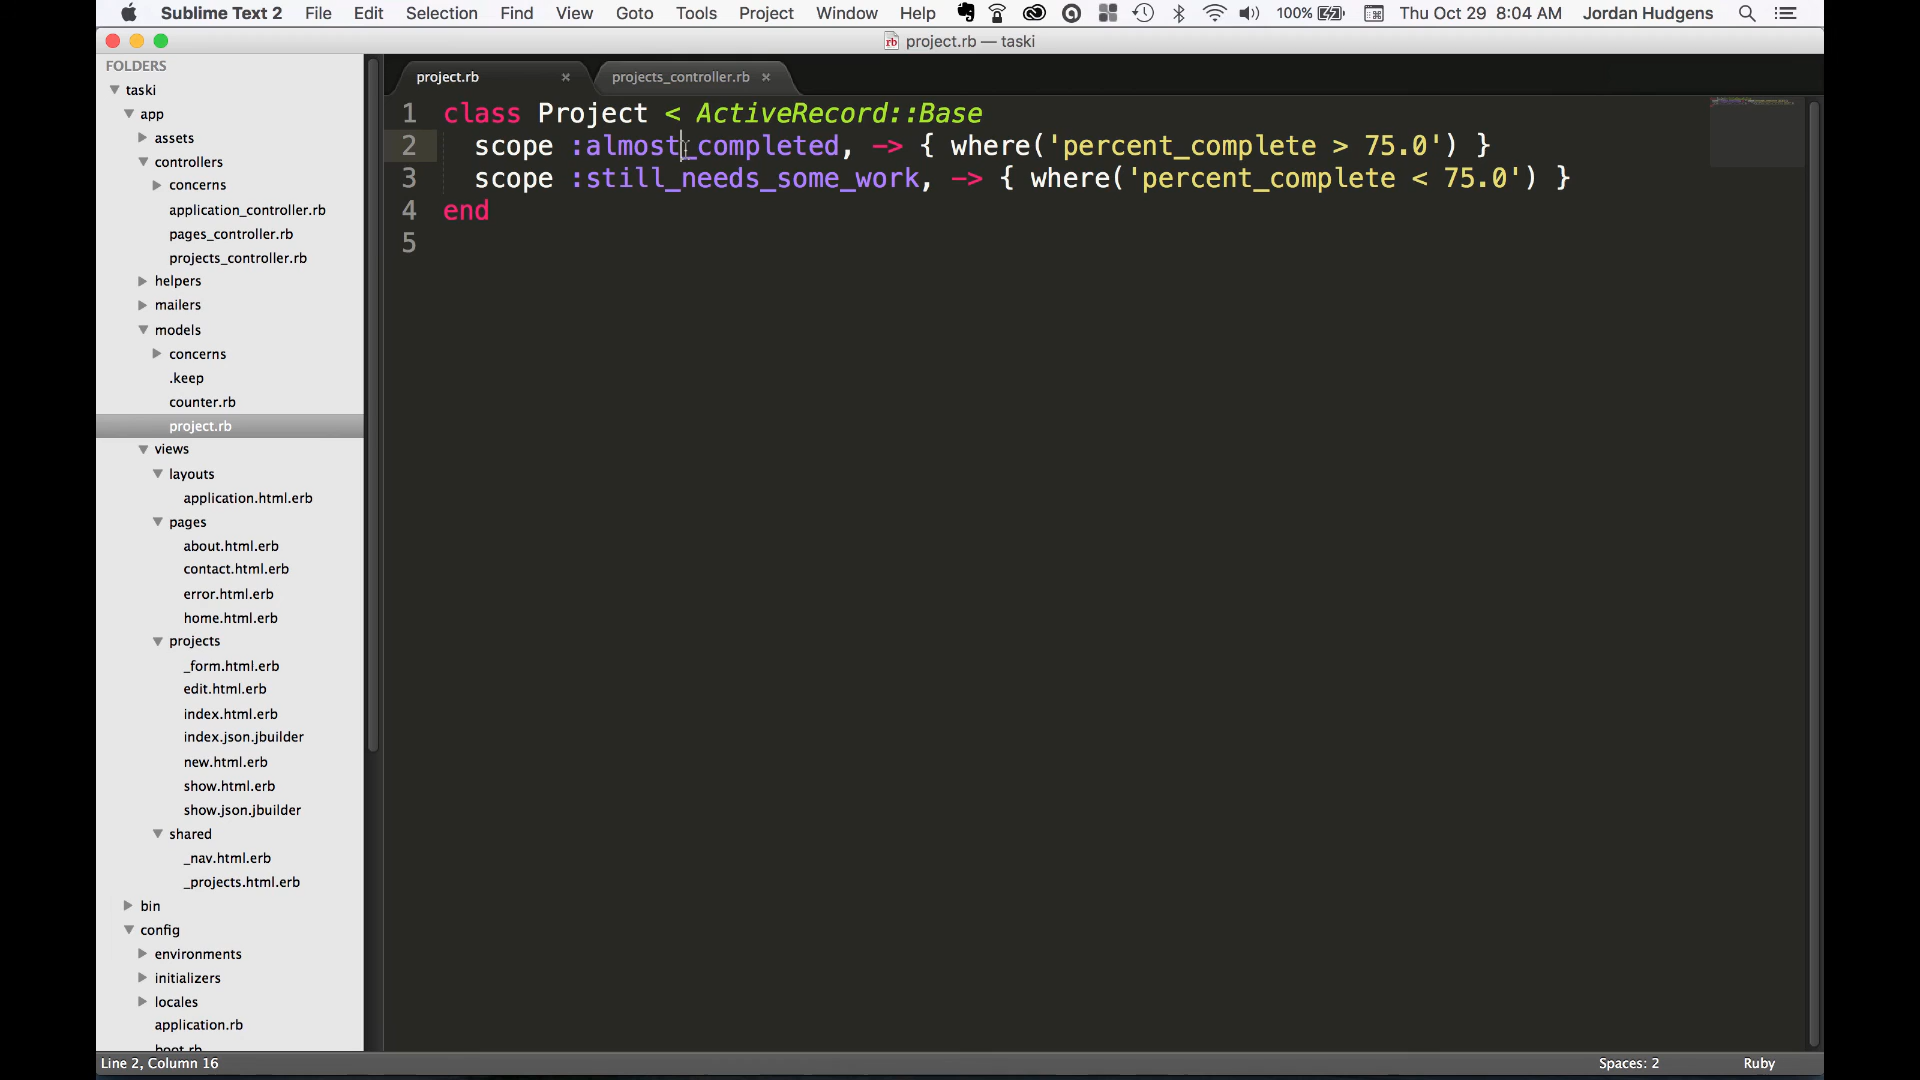 Sublime Text 2 File Edit Selection Find View Goto Tools Project Window Help 100% Thu Oct 29 8:04 AM Jordan Hudgens
project.rb — taski
FOLDERS
taski
app
assets
controllers
concerns
application_controller.rb
pages_controller.rb
projects_controller.rb
helpers
mailers
models
concerns
.keep
counter.rb
project.rb
views
layouts
application.html.erb
pages
about.html.erb
contact.html.erb
error.html.erb
home.html.erb
projects
_form.html.erb
edit.html.erb
index.html.erb
index.json.jbuilder
new.html.erb
show.html.erb
show.json.jbuilder
shared
_nav.html.erb
_projects.html.erb
bin
config
environments
initializers
locales
application.rb
boot.rb
project.rb × projects_controller.rb ×
1 class Project < ActiveRecord::Base
2 scope :almost_completed, -> { where('percent_complete > 75.0') }
3 scope :still_needs_some_work, -> { where('percent_complete < 75.0') }
4 end
5
Line 2, Column 16 Spaces: 2 Ruby